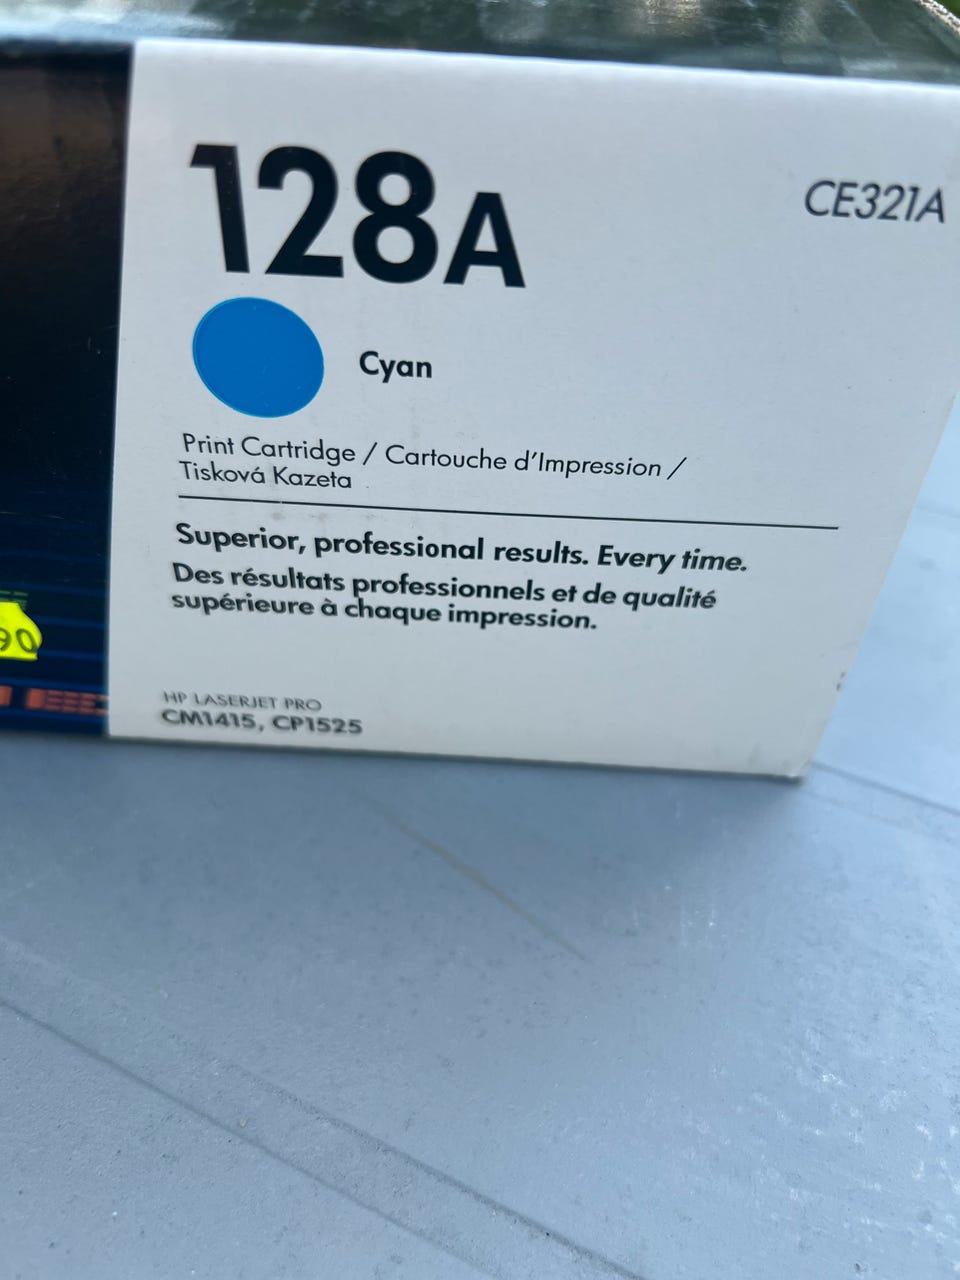 128A
CE321A
Cyan
Print Cartridge / Cartouche d'Impression /
Tisková Kazeta
Superior, professional results. Every time.
Des résultats professionnels et de qualité
supérieure à chaque impression.
90
HP LASERJET PRO
CM1415, CP1525